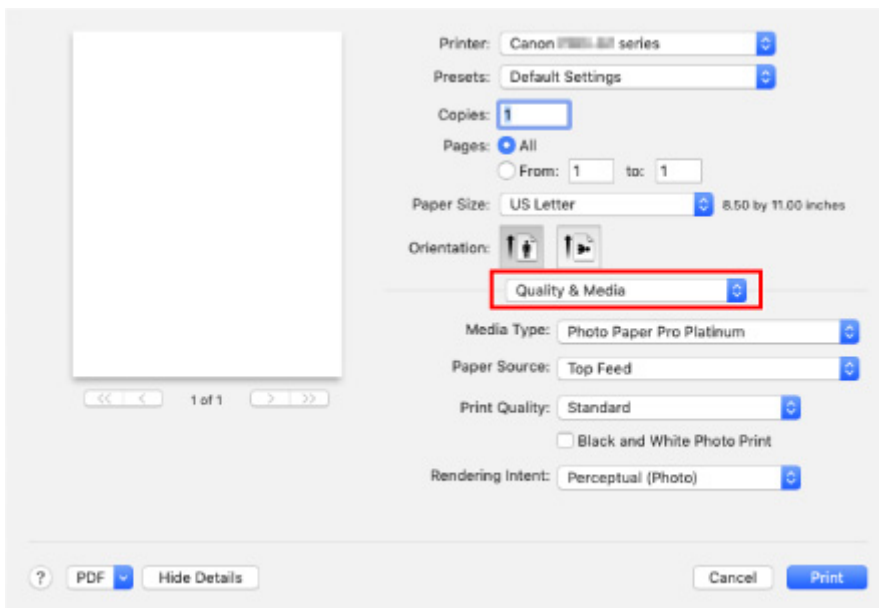 Printer: Canon series
Presets: Default Settings
Copies: 1
Pages: All
From: 1 to: 1
Paper Size: US Letter 8.50 by 11.00 inches
Orientation:
Quality & Media
Media Type: Photo Paper Pro Platinum
Paper Source: Top Feed
<< < 1 of 1 > >>
Print Quality: Standard
Black and White Photo Print
Rendering Intent: Perceptual (Photo)
? PDF Hide Details Cancel Print